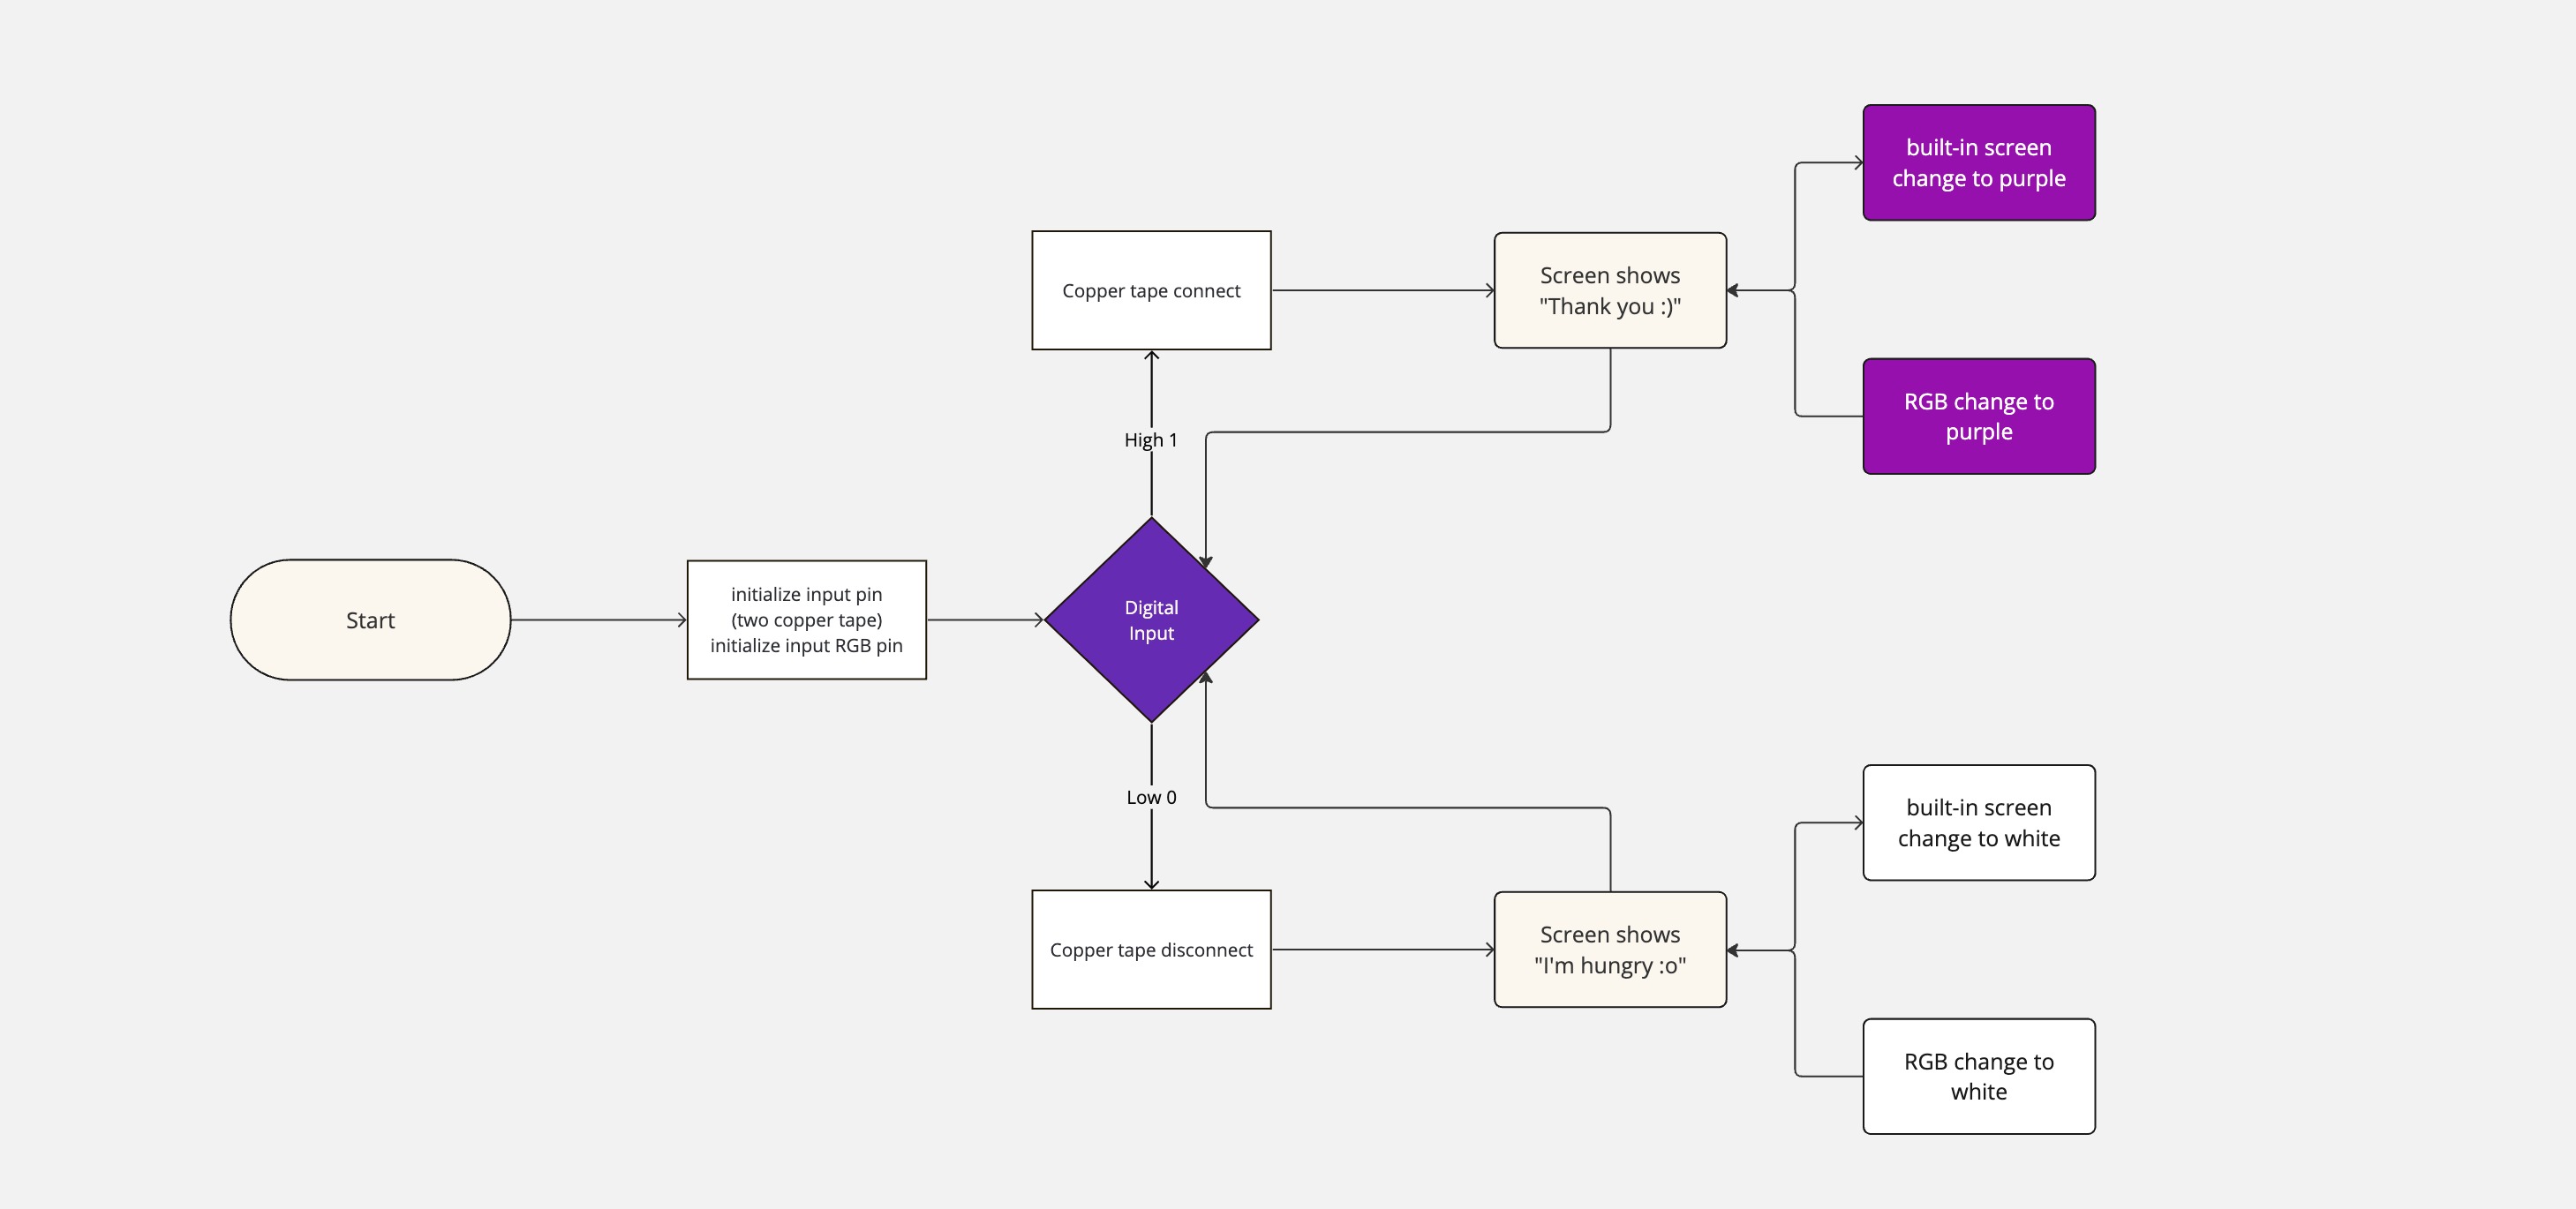 Start
initialize input pin
(two copper tape)
initialize input RGB pin
Digital
Input
High 1
Copper tape connect
Screen shows
"Thank you :)"
built-in screen
change to purple
RGB change to
purple
Low 0
Copper tape disconnect
Screen shows
"I'm hungry :o"
built-in screen
change to white
RGB change to
white